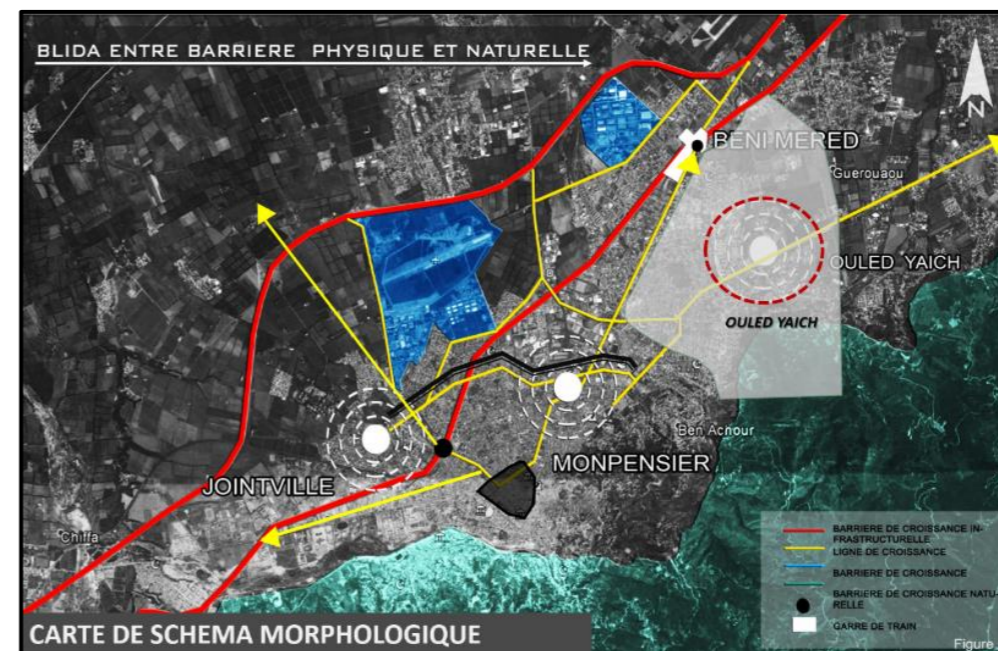 BLIDA ENTRE BARRIERE PHYSIQUE ET NATURELLE
N
BENI MERED
Guerouaou
OULED YAICH
OULED YAICH
Ben Achour
MONPENSIER
JOINTVILLE
Chiffa
BARRIERE DE CROISSANCE IN-
FRASTRUCTURELLE
LIGNE DE CROISSANCE
BARRIERE DE CROISSANCE
BARRIERE DE CROISSANCE NATU-
RELLE
GARRE DE TRAIN
CARTE DE SCHEMA MORPHOLOGIQUE
Figure